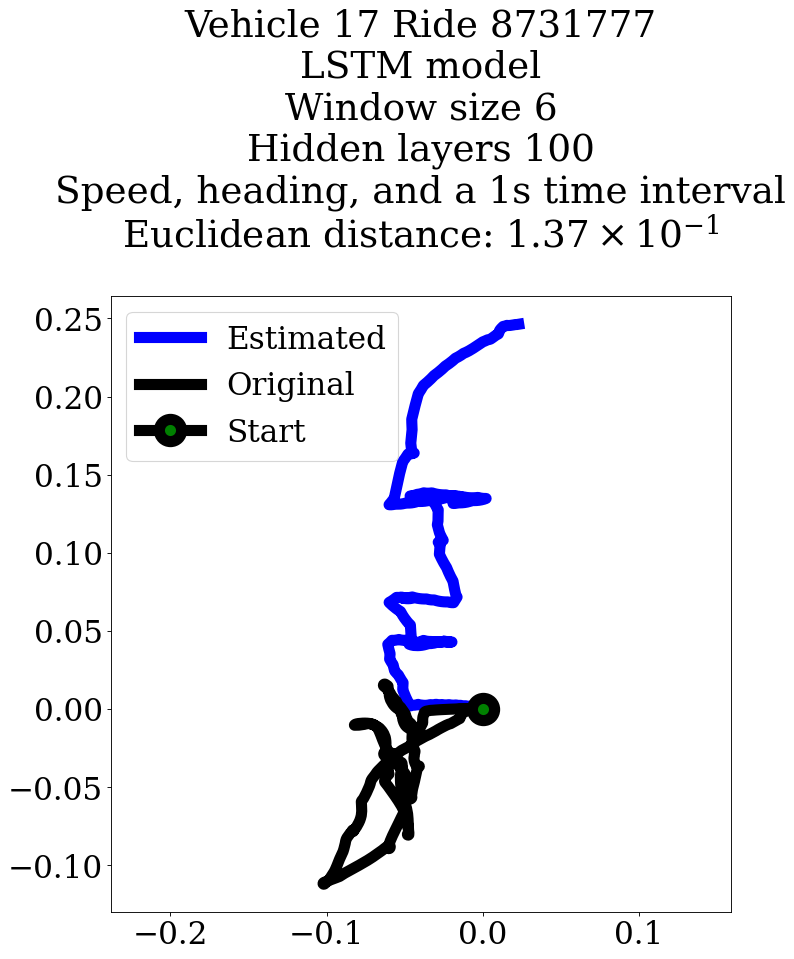 Vehicle 17 Ride 8731777
LSTM model
Window size 6
Hidden layers 100
Speed, heading, and a 1s time interval
Euclidean distance: 1.37 × 10⁻¹
Estimated
Original
Start
0.25
0.20
0.15
0.10
0.05
0.00
−0.05
−0.10
−0.2 −0.1 0.0 0.1